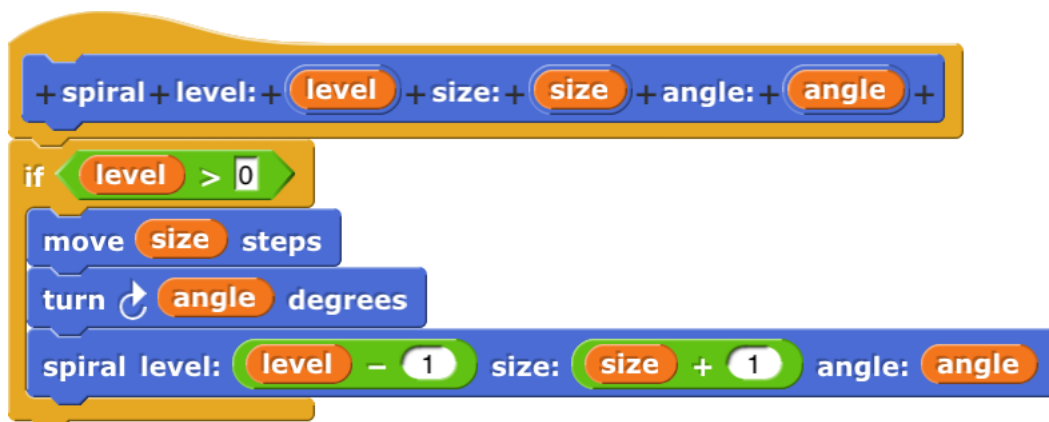 + spiral + level: + level + size: + size + angle: + angle +
if level > 0
move size steps
turn angle degrees
spiral level: level - 1 size: size + 1 angle: angle